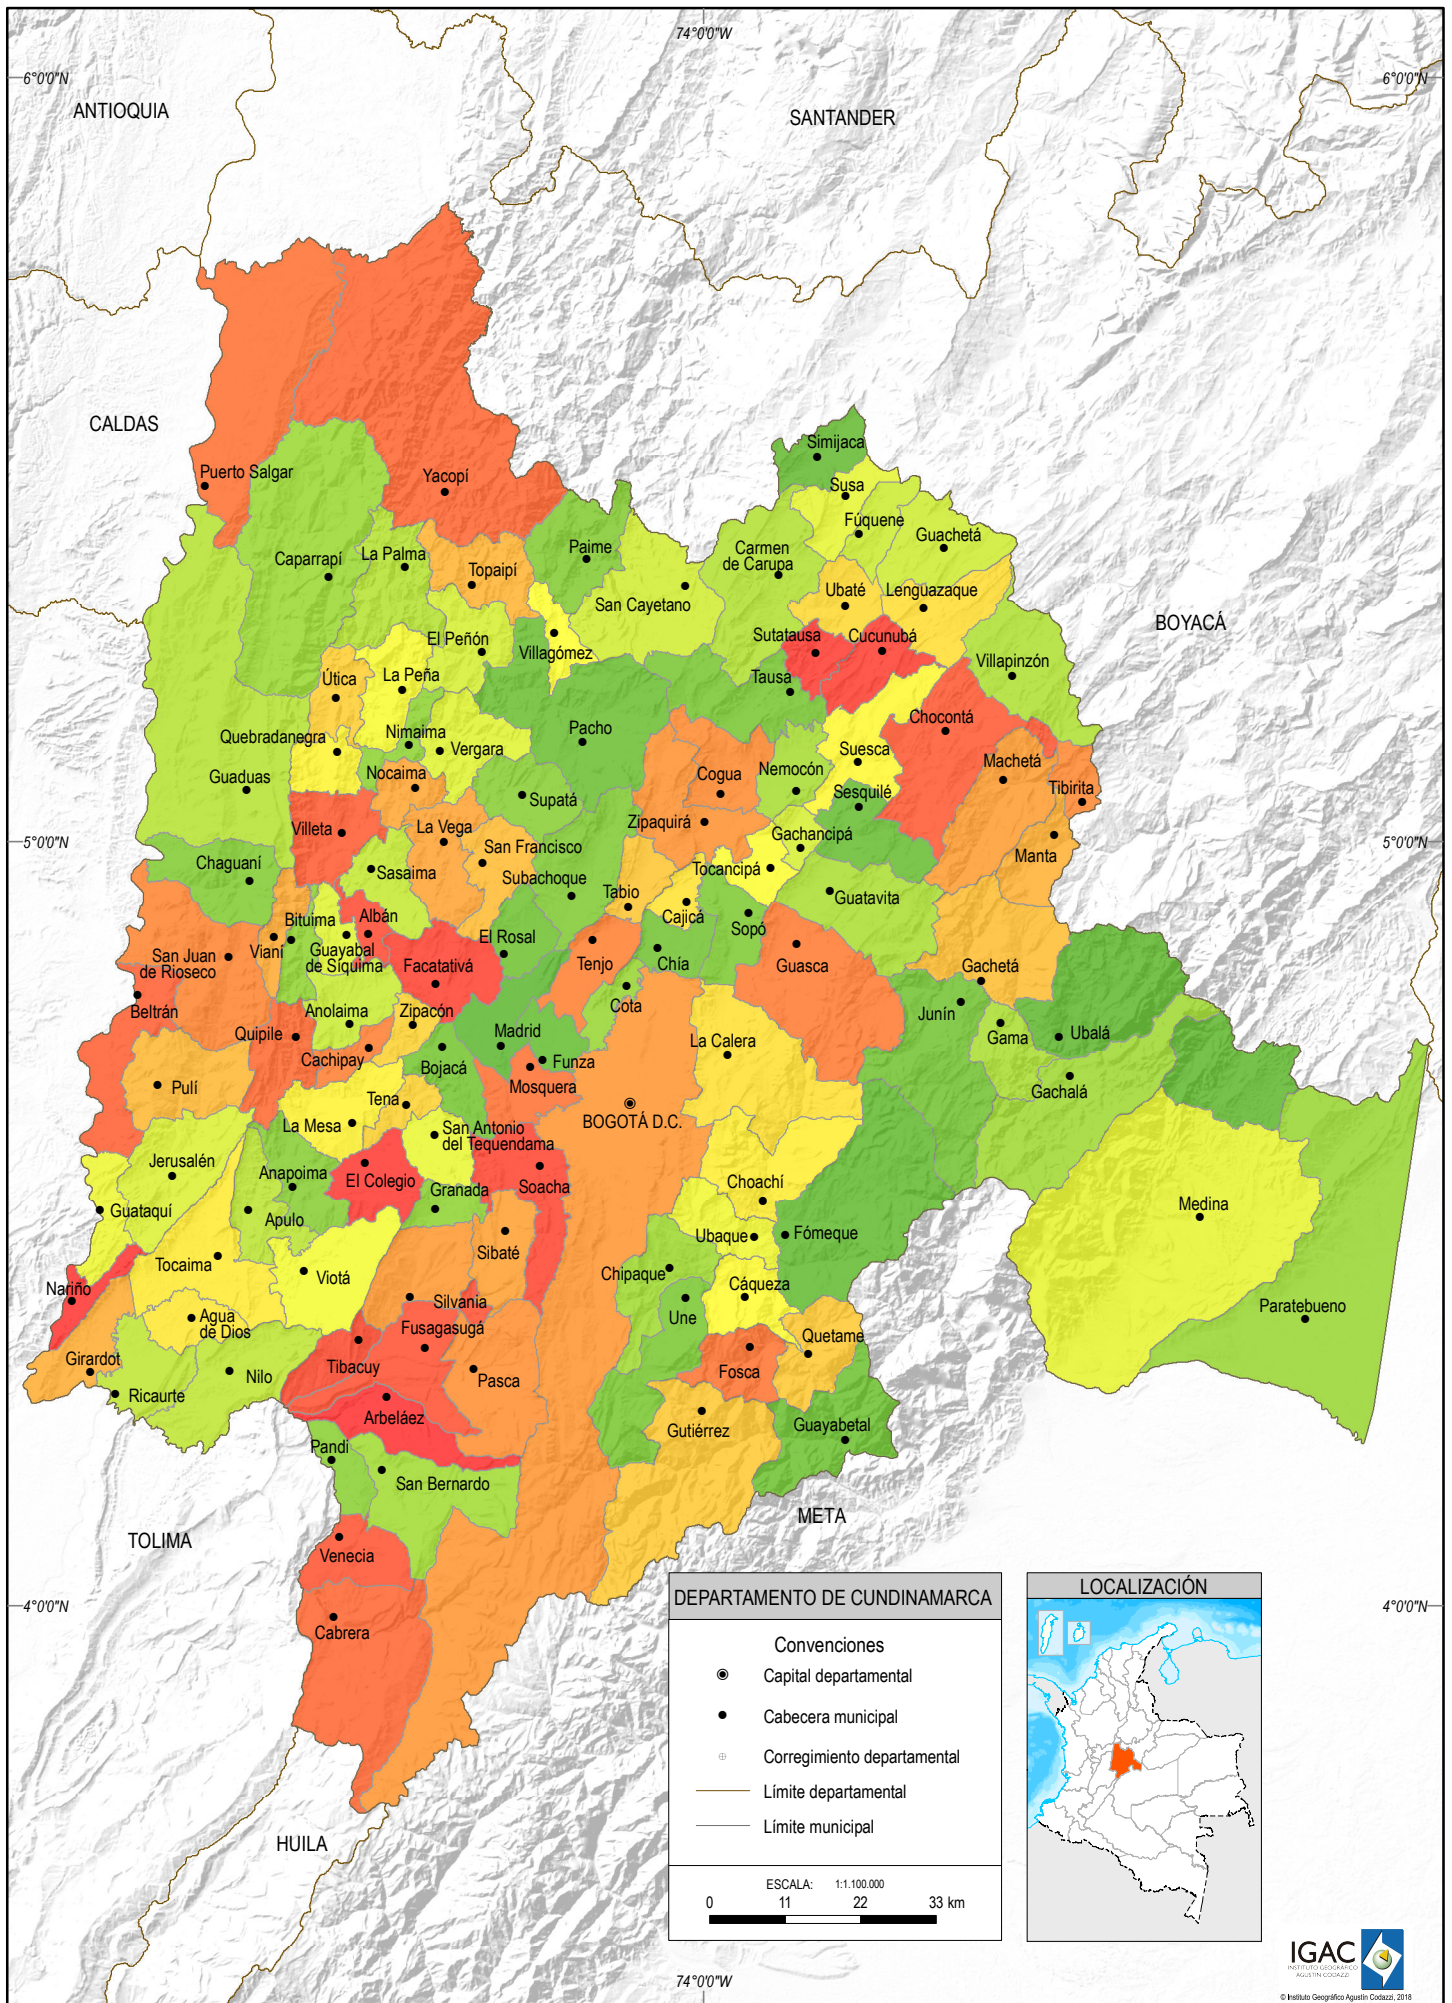 74°0'0"W
6°0'0"N
6°0'0"N
ANTIOQUIA
SANTANDER
CALDAS
Simijaca
Puerto Salgar
Yacopí
Susa
Fúquene
Guachetá
Paime
Carmen
de Carupa
La Palma
Caparrapí
Topaipí
Ubaté
Lenguazaque
San Cayetano
BOYACÁ
El Peñón
Villagómez
Sutatausa
Cucunubá
Villapinzón
Útica
La Peña
Tausa
Chocontá
Pacho
Quebradanegra
Nimaima
Vergara
Suesca
Machetá
Guaduas
Nocaima
Cogua
Nemocón
Tibirita
Supatá
Sesquilé
Villeta
La Vega
Zipaquirá
Gachancipá
5°0'0"N
5°0'0"N
San Francisco
Manta
Chaguaní
Sasaima
Subachoque
Tocancipá
Tabio
Guatavita
Bituima
Albán
Cajicá
Sopó
Vianí
Guayabal
de Síquima
El Rosal
San Juan
de Rioseco
Facatativá
Tenjo
Chía
Guasca
Gachetá
Beltrán
Anolaima
Zipacón
Cota
Junín
Quipile
Madrid
Gama
Ubalá
Cachipay
La Calera
Bojacá
Funza
Mosquera
Gachalá
Pulí
Tena
BOGOTÁ D.C.
La Mesa
San Antonio
del Tequendama
Jerusalén
Anapoima
El Colegio
Granada
Soacha
Choachí
Medina
Guataquí
Apulo
Ubaque
Fómeque
Tocaima
Viotá
Sibaté
Chipaque
Cáqueza
Nariño
Silvania
Une
Paratebueno
Agua
de Dios
Fusagasugá
Quetame
Girardot
Nilo
Tibacuy
Pasca
Fosca
Ricaurte
Arbeláez
Gutiérrez
Guayabetal
Pandi
San Bernardo
META
TOLIMA
Venecia
Cabrera
4°0'0"N
4°0'0"N
DEPARTAMENTO DE CUNDINAMARCA
Convenciones
Capital departamental
Cabecera municipal
Corregimiento departamental
Límite departamental
Límite municipal
ESCALA: 1:1.100.000
0 11 22 33 km
LOCALIZACIÓN
HUILA
74°0'0"W
IGAC
INSTITUTO GEOGRÁFICO
AGUSTÍN CODAZZI
© Instituto Geográfico Agustín Codazzi, 2018